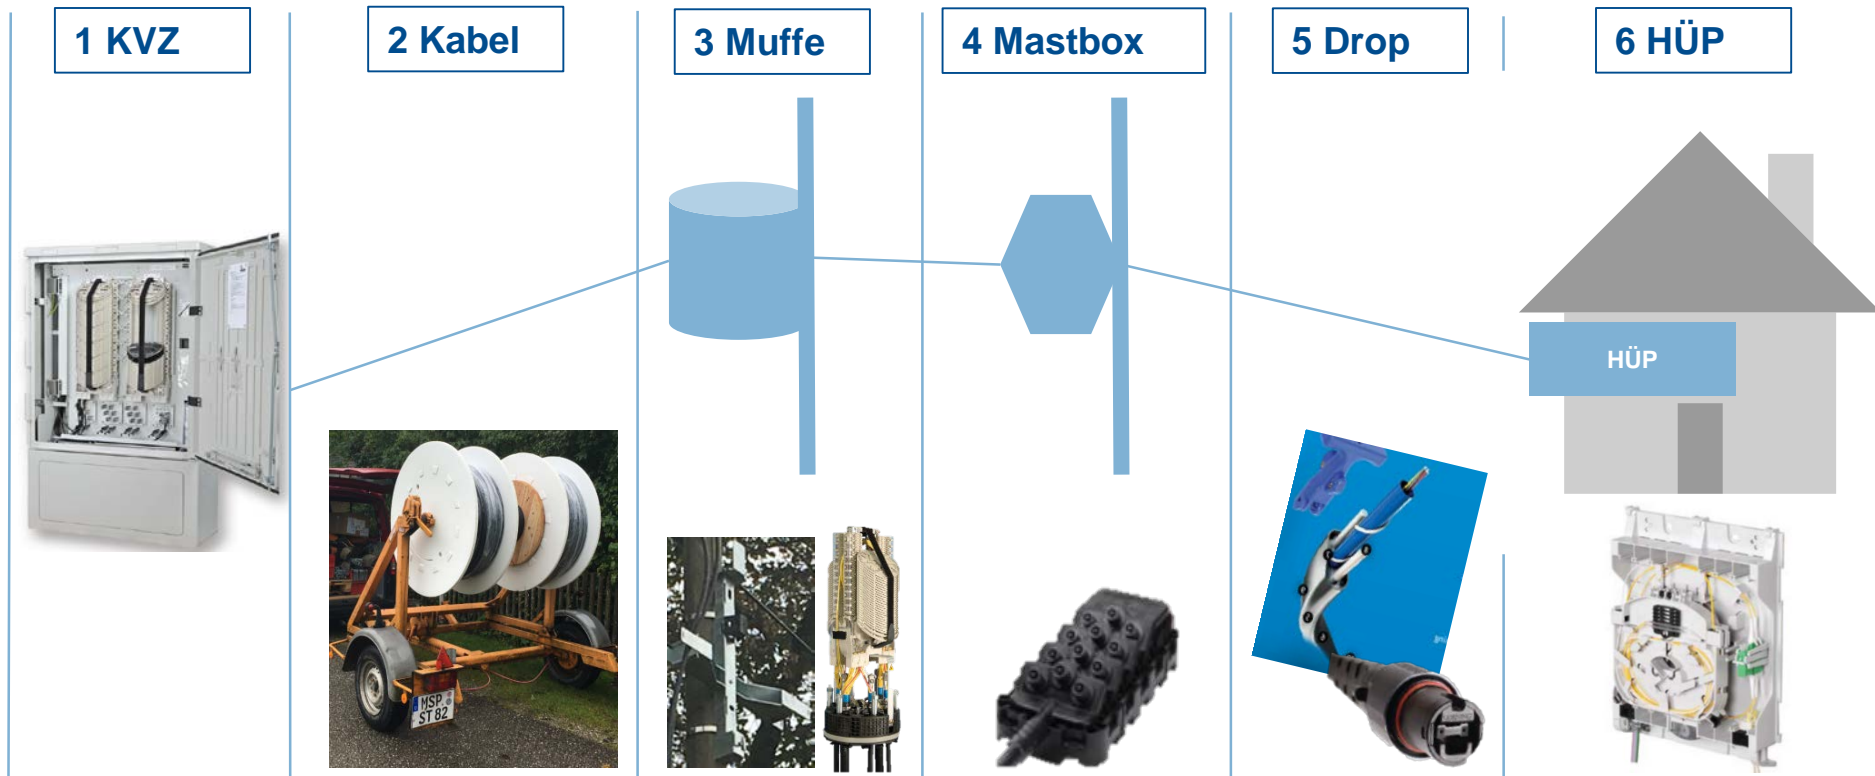 1 KVZ
2 Kabel
3 Muffe
4 Mastbox
5 Drop
6 HÜP
HÜP
MSP
ST 82